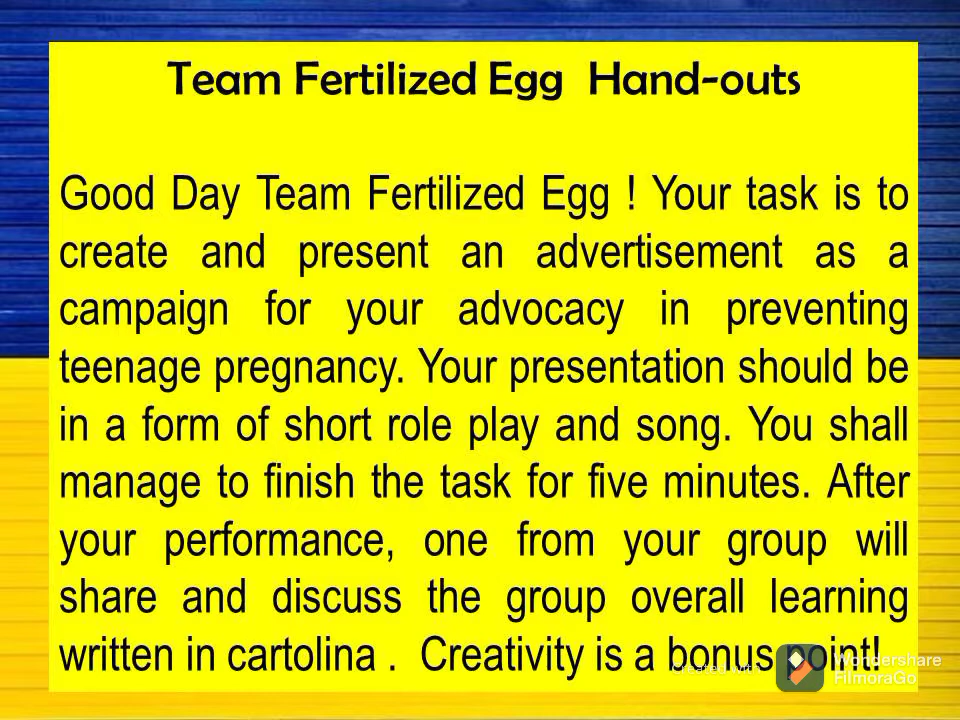 Team Fertilized Egg Hand-outs
Good Day Team Fertilized Egg ! Your task is to
create and present an advertisement as a
campaign for your advocacy in preventing
teenage pregnancy. Your presentation should be
in a form of short role play and song. You shall
manage to finish the task for five minutes. After
your performance, one from your group will
share and discuss the group overall learning
written in cartolina . Creativity is a bonus point!
Created with
Wondershare
FilmoraGo